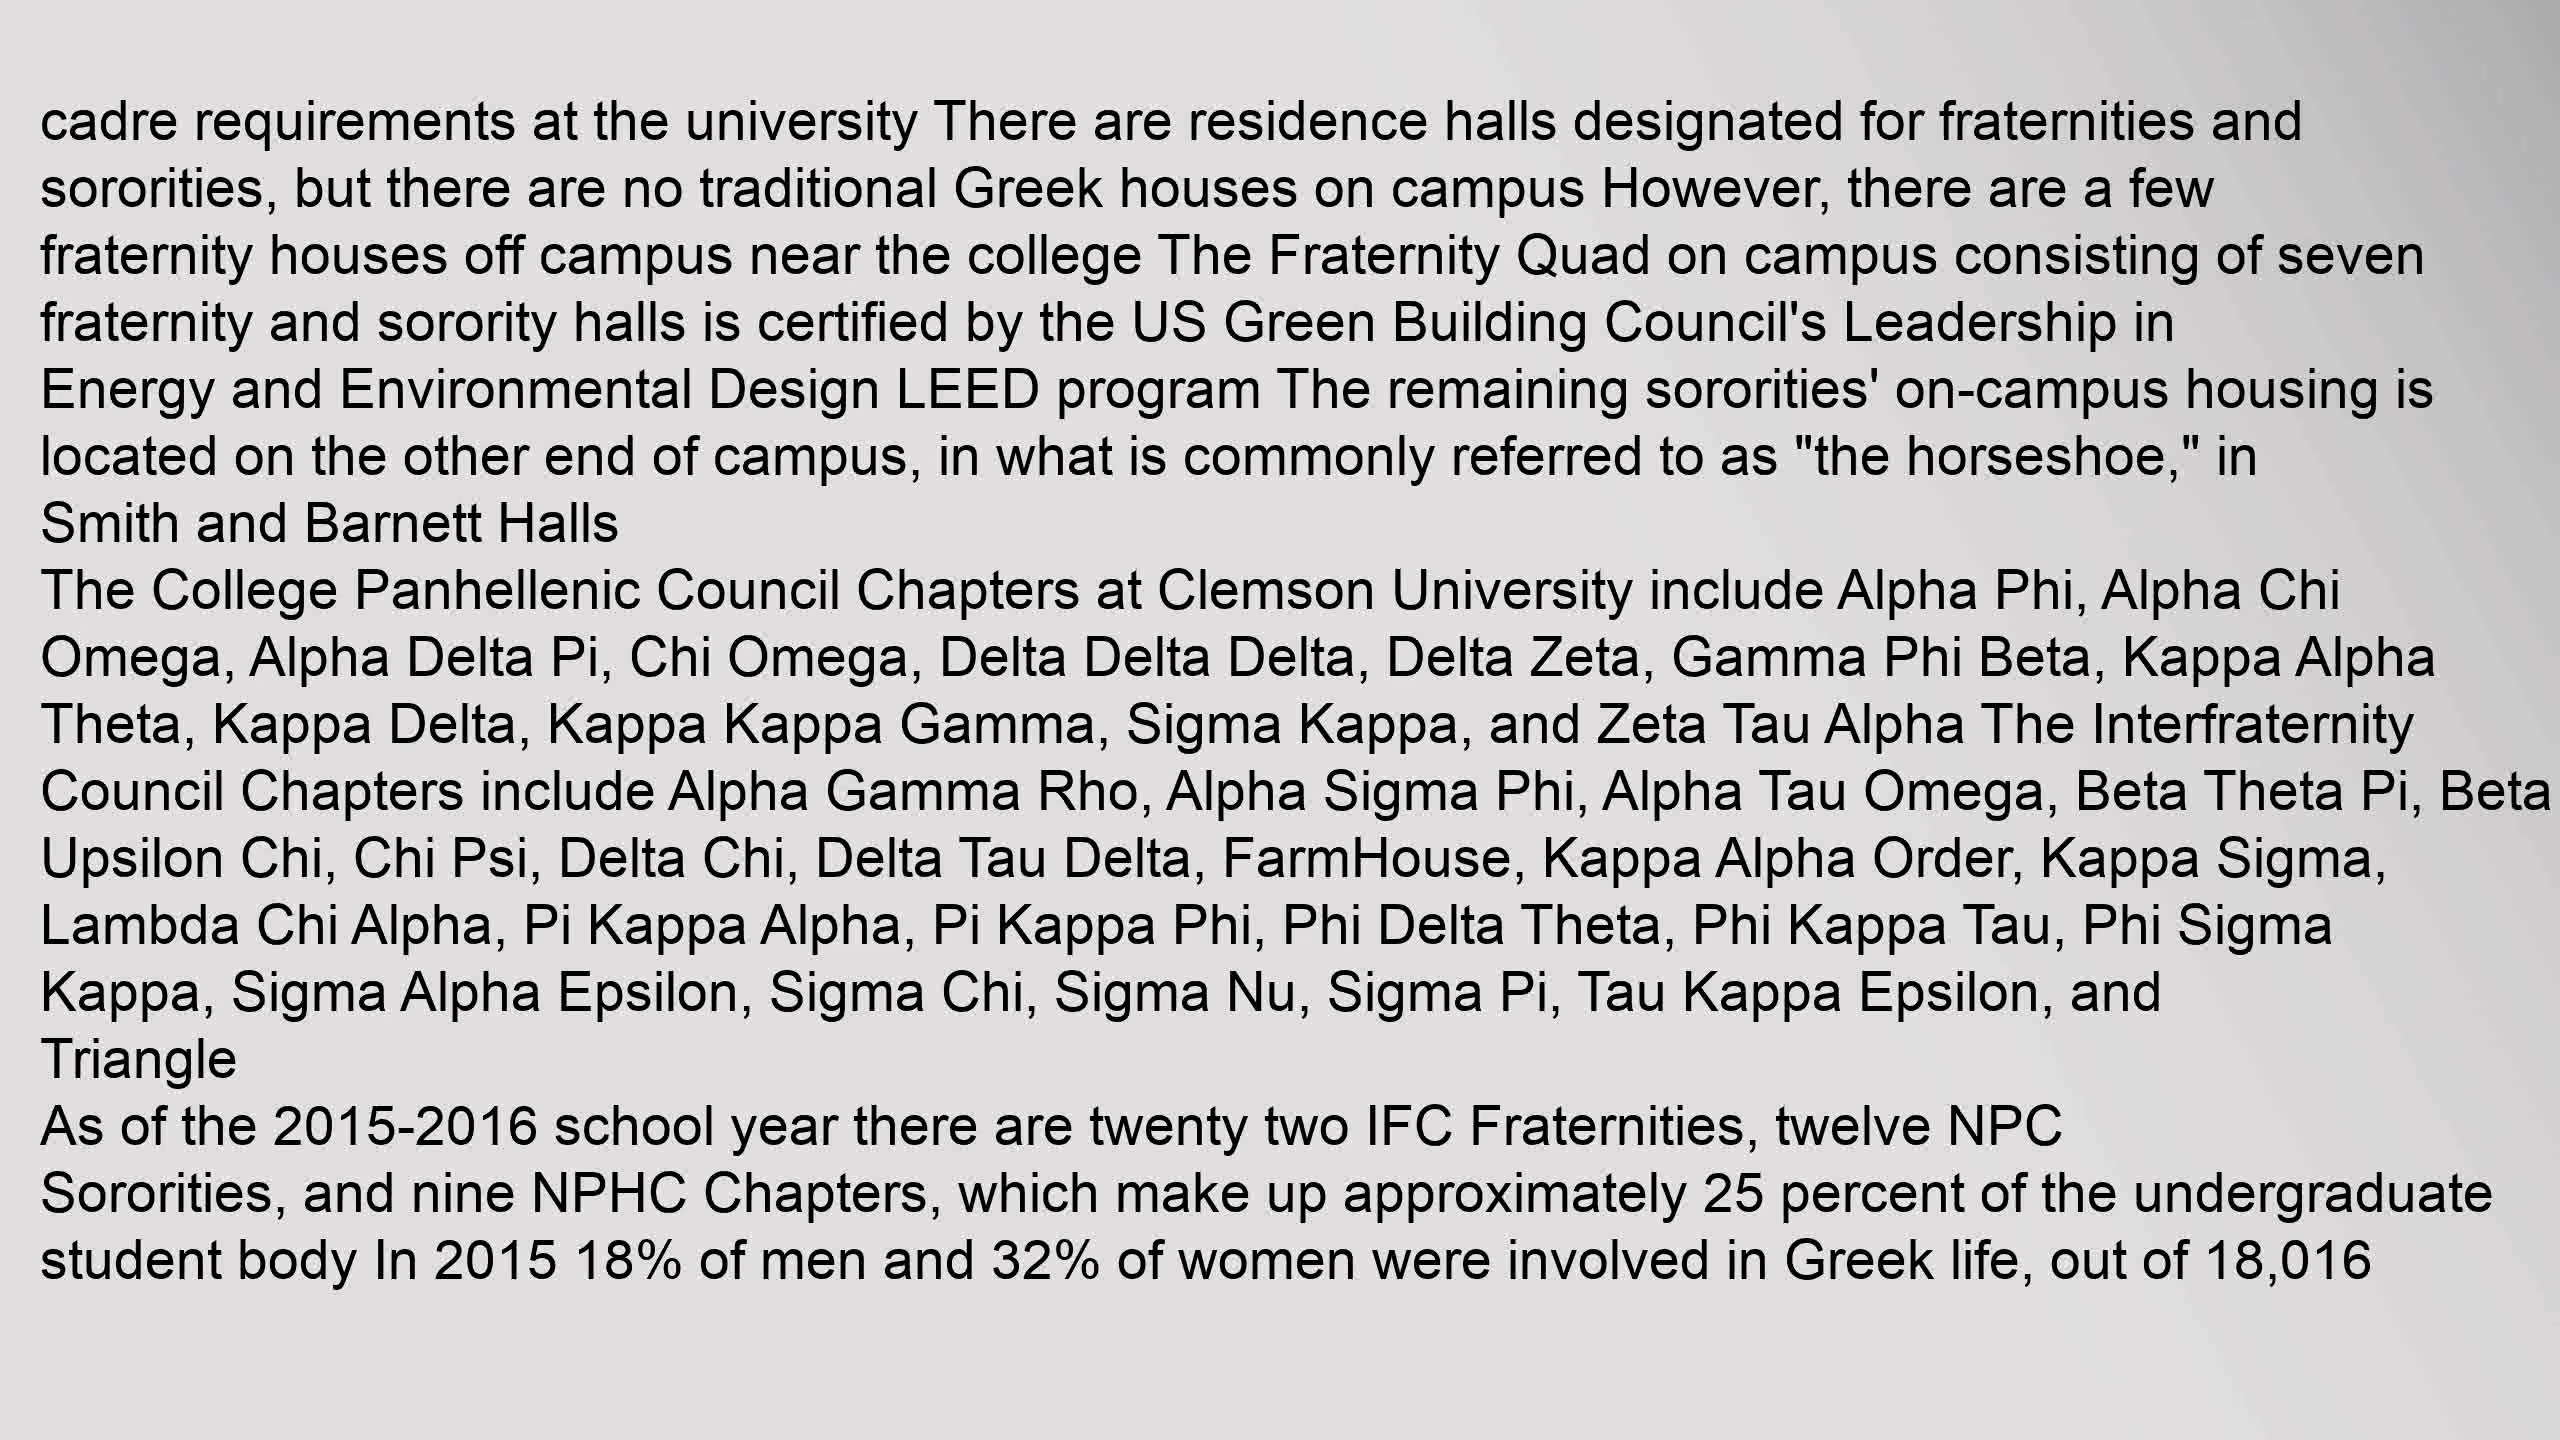 cadre requirements at the university There are residence halls designated for fraternities and
sororities, but there are no traditional Greek houses on campus However, there are a few
fraternity houses off campus near the college The Fraternity Quad on campus consisting of seven
fraternity and sorority halls is certified by the US Green Building Council's Leadership in
Energy and Environmental Design LEED program The remaining sororities' on-campus housing is
located on the other end of campus, in what is commonly referred to as "the horseshoe," in
Smith and Barnett Halls
The College Panhellenic Council Chapters at Clemson University include Alpha Phi, Alpha Chi
Omega, Alpha Delta Pi, Chi Omega, Delta Delta Delta, Delta Zeta, Gamma Phi Beta, Kappa Alpha
Theta, Kappa Delta, Kappa Kappa Gamma, Sigma Kappa, and Zeta Tau Alpha The Interfraternity
Council Chapters include Alpha Gamma Rho, Alpha Sigma Phi, Alpha Tau Omega, Beta Theta Pi, Beta
Upsilon Chi, Chi Psi, Delta Chi, Delta Tau Delta, FarmHouse, Kappa Alpha Order, Kappa Sigma,
Lambda Chi Alpha, Pi Kappa Alpha, Pi Kappa Phi, Phi Delta Theta, Phi Kappa Tau, Phi Sigma
Kappa, Sigma Alpha Epsilon, Sigma Chi, Sigma Nu, Sigma Pi, Tau Kappa Epsilon, and
Triangle
As of the 2015-2016 school year there are twenty two IFC Fraternities, twelve NPC
Sororities, and nine NPHC Chapters, which make up approximately 25 percent of the undergraduate
student body In 2015 18% of men and 32% of women were involved in Greek life, out of 18,016